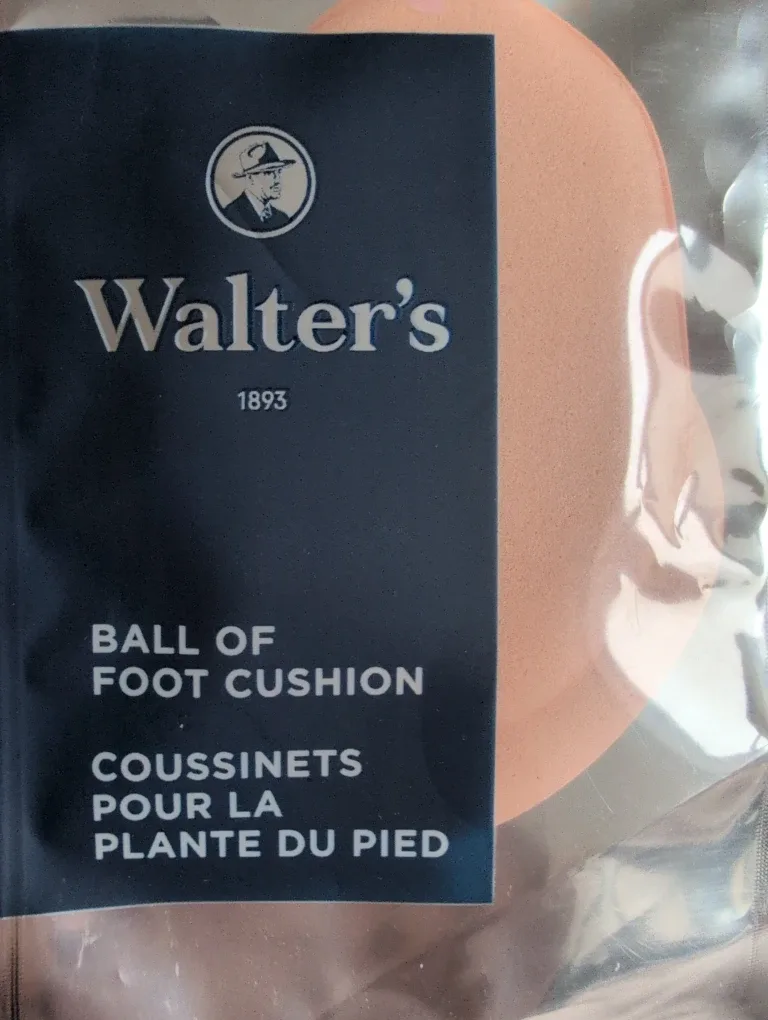 Walter's
1893
BALL OF
FOOT CUSHION
COUSSINETS
POUR LA
PLANTE DU PIED